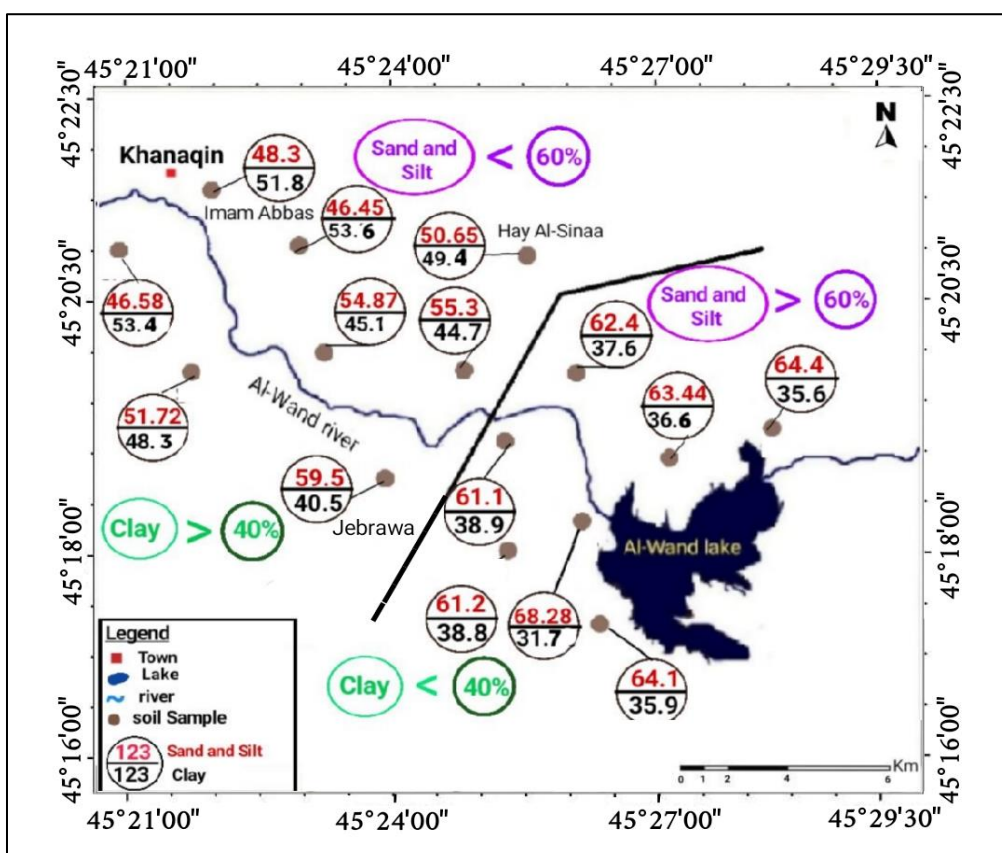 45°21'00"
45°24'00"
45°27'00"
45°29'30"
45°22'30"
45°22'30"
N
Khanaqin
48.3
51.8
Sand and
Silt
<
60%
Imam Abbas
46.45
53.6
50.65
49.4
Hay Al-Sinaa
45°20'30"
45°20'30"
46.58
53.4
54.87
45.1
55.3
44.7
Sand and
Silt
>
60%
62.4
37.6
64.4
35.6
63.44
36.6
51.72
48.3
Al-Wand river
59.5
40.5
Jebrawa
61.1
38.9
Clay
>
40%
Al-Wand lake
45°18'00"
45°18'00"
61.2
38.8
68.28
31.7
64.1
35.9
Clay
<
40%
Legend
Town
Lake
river
soil Sample
123
Sand and Silt
123
Clay
45°16'00"
45°16'00"
Km
0 1 2 4 6
45°21'00"
45°24'00"
45°27'00"
45°29'30"